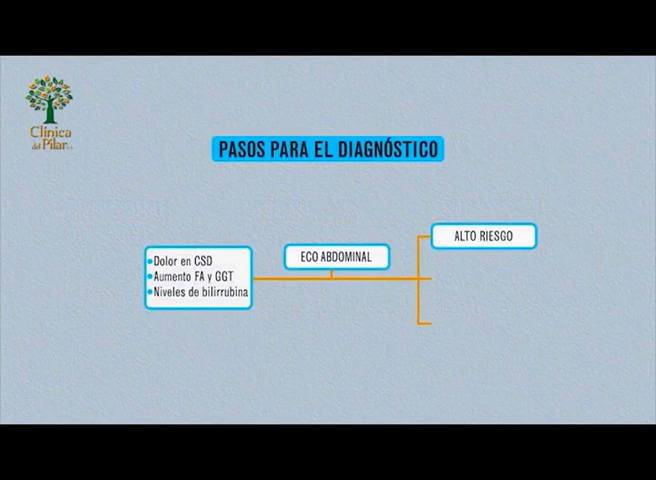 Clínica
del Pilar
PASOS PARA EL DIAGNÓSTICO
ALTO RIESGO
ECO ABDOMINAL
•Dolor en CSD
•Aumento FA y GGT
•Niveles de bilirrubina